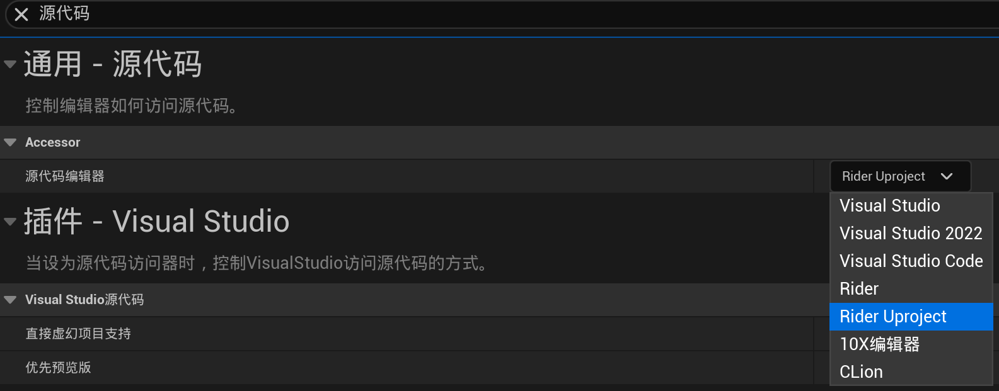 源代码
通用 - 源代码
控制编辑器如何访问源代码。
Accessor
源代码编辑器
Rider Uproject
插件 - Visual Studio
当设为源代码访问器时，控制VisualStudio访问源代码的方式。
Visual Studio源代码
直接虚幻项目支持
优先预览版
Visual Studio
Visual Studio 2022
Visual Studio Code
Rider
Rider Uproject
10X编辑器
CLion